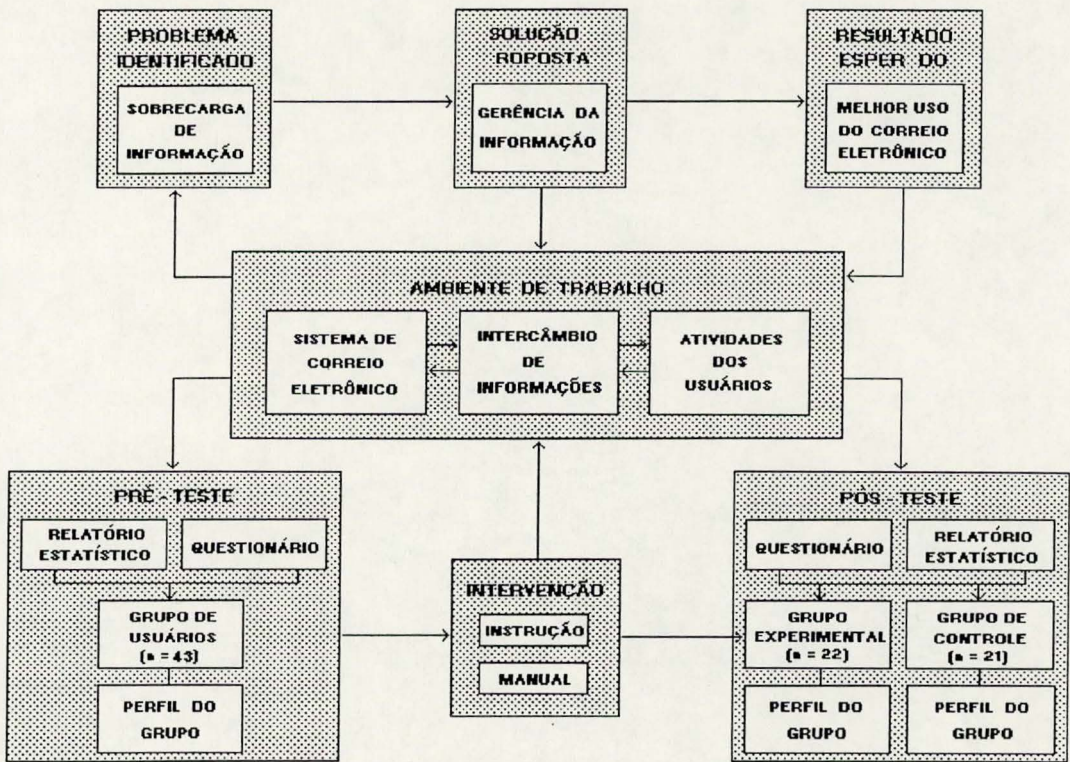 PROBLEMA
IDENTIFICADO
SOBRECARGA
DE
INFORMAÇÃO
SOLUCÃO
ROPOSTA
GERÊNCIA DA
INFORMAÇÃO
RESULTADO
ESPER DO
MELHOR USO
DO CORREIO
ELETRÔNICO
AMBIENTE DE TRABALHO
SISTEMA DE
CORREIO
ELETRÔNICO
INTERCÂMBIO
DE
INFORMAÇÕES
ATIVIDADES
DOS
USUÁRIOS
PRÉ - TESTE
RELATÓRIO
ESTATÍSTICO
QUESTIONÁRIO
GRUPO DE
USUÁRIOS
(n = 43)
PERFIL DO
GRUPO
INTERVENÇÃO
INSTRUÇÃO
MANUAL
PÓS - TESTE
QUESTIONÁRIO
RELATÓRIO
ESTATÍSTICO
GRUPO
EXPERIMENTAL
(n = 22)
GRUPO DE
CONTROLE
(n = 21)
PERFIL DO
GRUPO
PERFIL DO
GRUPO